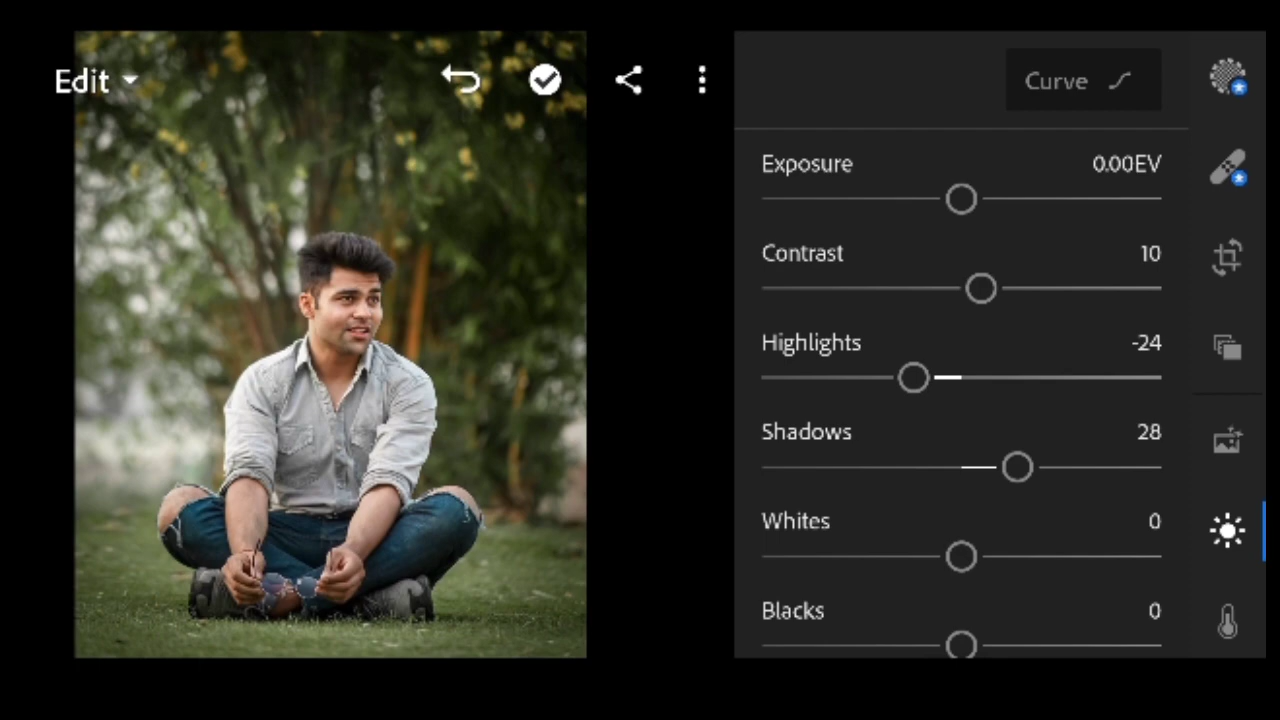 Edit
Curve
Exposure 0.00EV
Contrast 10
Highlights -24
Shadows 28
Whites 0
Blacks 0